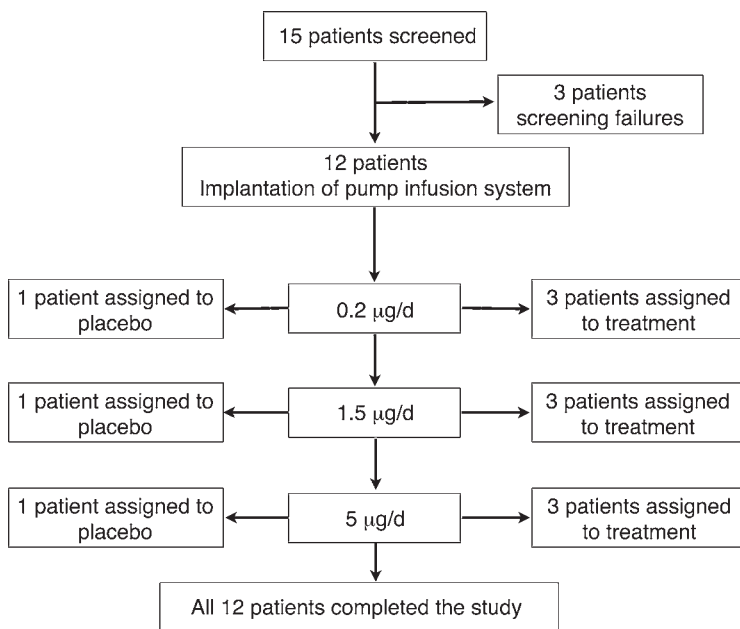 15 patients screened
3 patients
screening failures
12 patients
Implantation of pump infusion system
1 patient assigned to
placebo
0.2 μg/d
3 patients assigned
to treatment
1 patient assigned to
placebo
1.5 μg/d
3 patients assigned
to treatment
1 patient assigned to
placebo
5 μg/d
3 patients assigned
to treatment
All 12 patients completed the study